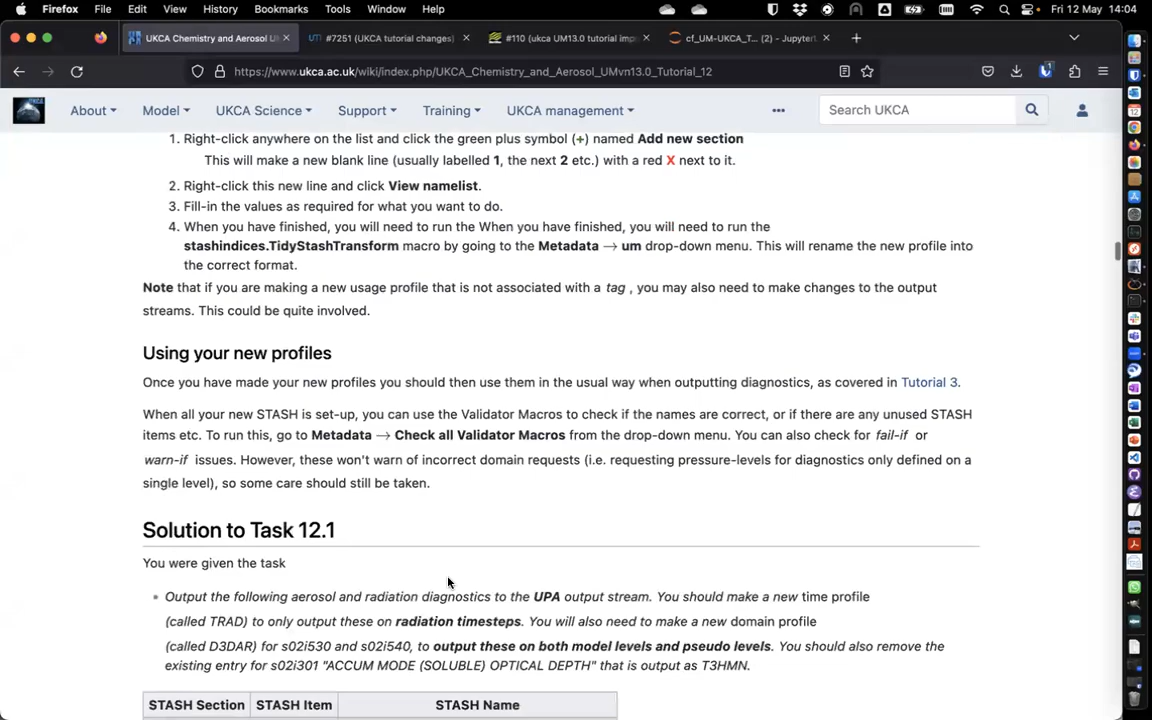 Firefox File Edit View History Bookmarks Tools Window Help Fri 12 May 14:04
UKCA Chemistry and Aerosol U #7251 (UKCA tutorial changes) #110 (ukca UM13.0 tutorial imp cf_UM-UKCA_T... (2) - Jupyter
https://www.ukca.ac.uk/wiki/index.php/UKCA_Chemistry_and_Aerosol_UMvn13.0_Tutorial_12
About Model UKCA Science Support Training UKCA management ••• Search UKCA
1. Right-click anywhere on the list and click the green plus symbol (+) named Add new section
This will make a new blank line (usually labelled 1, the next 2 etc.) with a red X next to it.
2. Right-click this new line and click View namelist.
3. Fill-in the values as required for what you want to do.
4. When you have finished, you will need to run the When you have finished, you will need to run the
stashindices.TidyStashTransform macro by going to the Metadata → um drop-down menu. This will rename the new profile into
the correct format.
Note that if you are making a new usage profile that is not associated with a tag , you may also need to make changes to the output
streams. This could be quite involved.
Using your new profiles
Once you have made your new profiles you should then use them in the usual way when outputting diagnostics, as covered in Tutorial 3.
When all your new STASH is set-up, you can use the Validator Macros to check if the names are correct, or if there are any unused STASH
items etc. To run this, go to Metadata → Check all Validator Macros from the drop-down menu. You can also check for fail-if or
warn-if issues. However, these won't warn of incorrect domain requests (i.e. requesting pressure-levels for diagnostics only defined on a
single level), so some care should still be taken.
Solution to Task 12.1
You were given the task
Output the following aerosol and radiation diagnostics to the UPA output stream. You should make a new time profile
(called TRAD) to only output these on radiation timesteps. You will also need to make a new domain profile
(called D3DAR) for s02i530 and s02i540, to output these on both model levels and pseudo levels. You should also remove the
existing entry for s02i301 "ACCUM MODE (SOLUBLE) OPTICAL DEPTH" that is output as T3HMN.
STASH Section STASH Item STASH Name